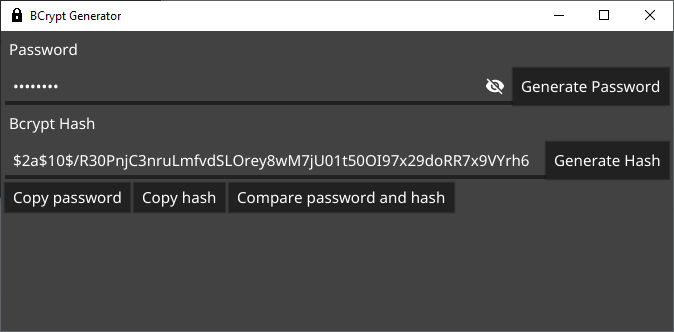 BCrypt Generator
Password
•••••••• Generate Password
Bcrypt Hash
$2a$10$/R30PnjC3nruLmfvdSLOrey8wM7jU01t50OI97x29doRR7x9VYrh6 Generate Hash
Copy password Copy hash Compare password and hash